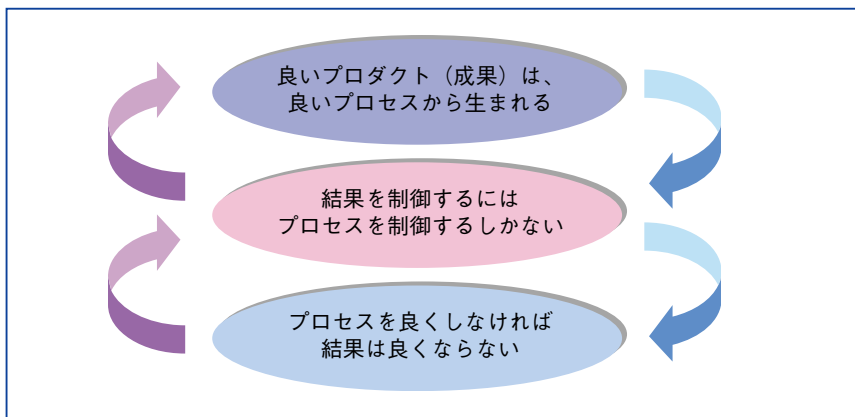 良いプロダクト（成果）は、
良いプロセスから生まれる
結果を制御するには
プロセスを制御するしかない
プロセスを良くしなければ
結果は良くならない